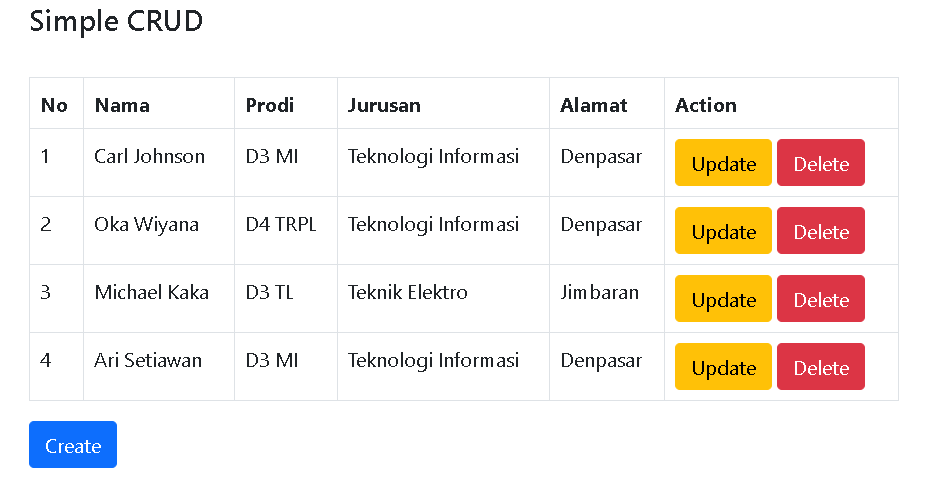 Simple CRUD
No Nama Prodi Jurusan Alamat Action
1 Carl Johnson D3 MI Teknologi Informasi Denpasar Update Delete
2 Oka Wiyana D4 TRPL Teknologi Informasi Denpasar Update Delete
3 Michael Kaka D3 TL Teknik Elektro Jimbaran Update Delete
4 Ari Setiawan D3 MI Teknologi Informasi Denpasar Update Delete
Create